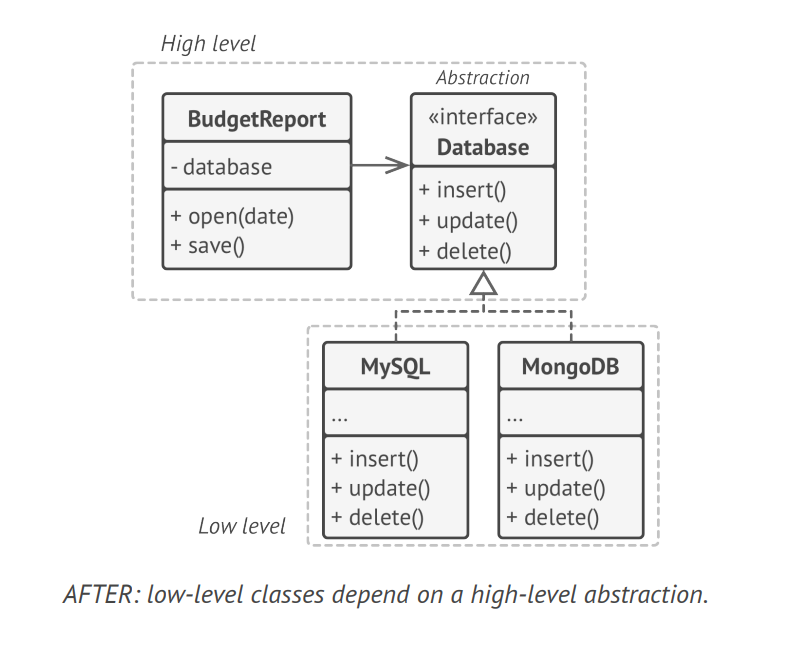 High level
Abstraction
BudgetReport
- database
+ open(date)
+ save()
«interface»
Database
+ insert()
+ update()
+ delete()
MySQL
...
+ insert()
+ update()
+ delete()
MongoDB
...
+ insert()
+ update()
+ delete()
Low level
AFTER: low-level classes depend on a high-level abstraction.